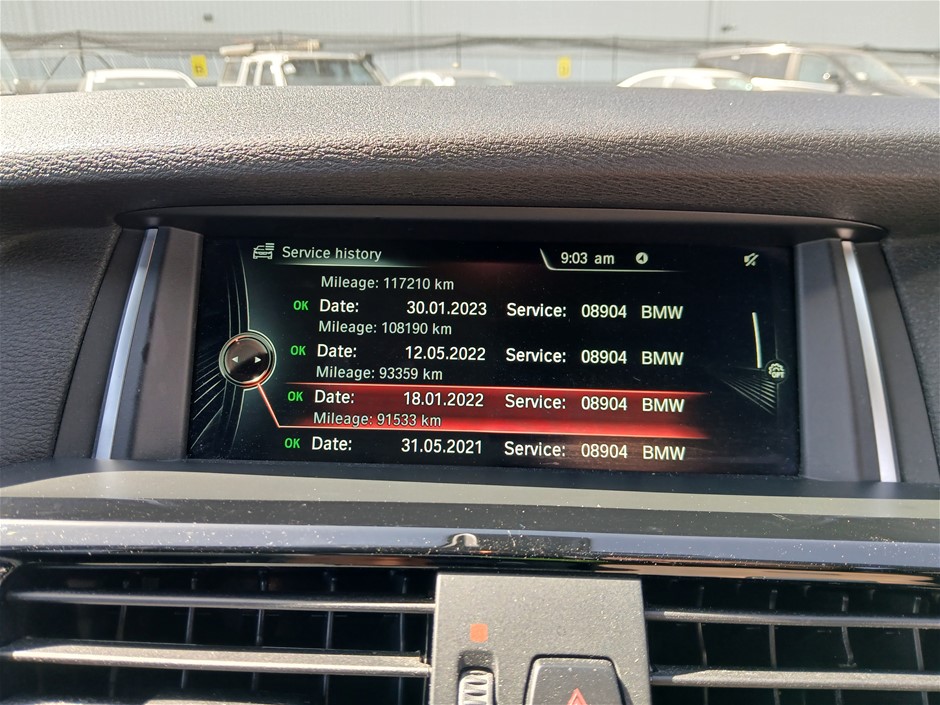 Service history 9:03 am
Mileage: 117210 km
OK Date: 30.01.2023 Service: 08904 BMW
Mileage: 108190 km
OK Date: 12.05.2022 Service: 08904 BMW
Mileage: 93359 km
OK Date: 18.01.2022 Service: 08904 BMW
Mileage: 91533 km
OK Date: 31.05.2021 Service: 08904 BMW
OPT